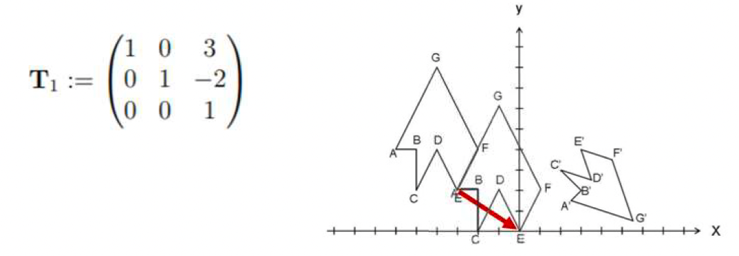 T₁ := ( 1 0 3
0 1 −2
0 0 1 )
y
G
G
A B D F
C
A B D
E
F
C E
E' F'
C' D'
B'
A'
G'
X